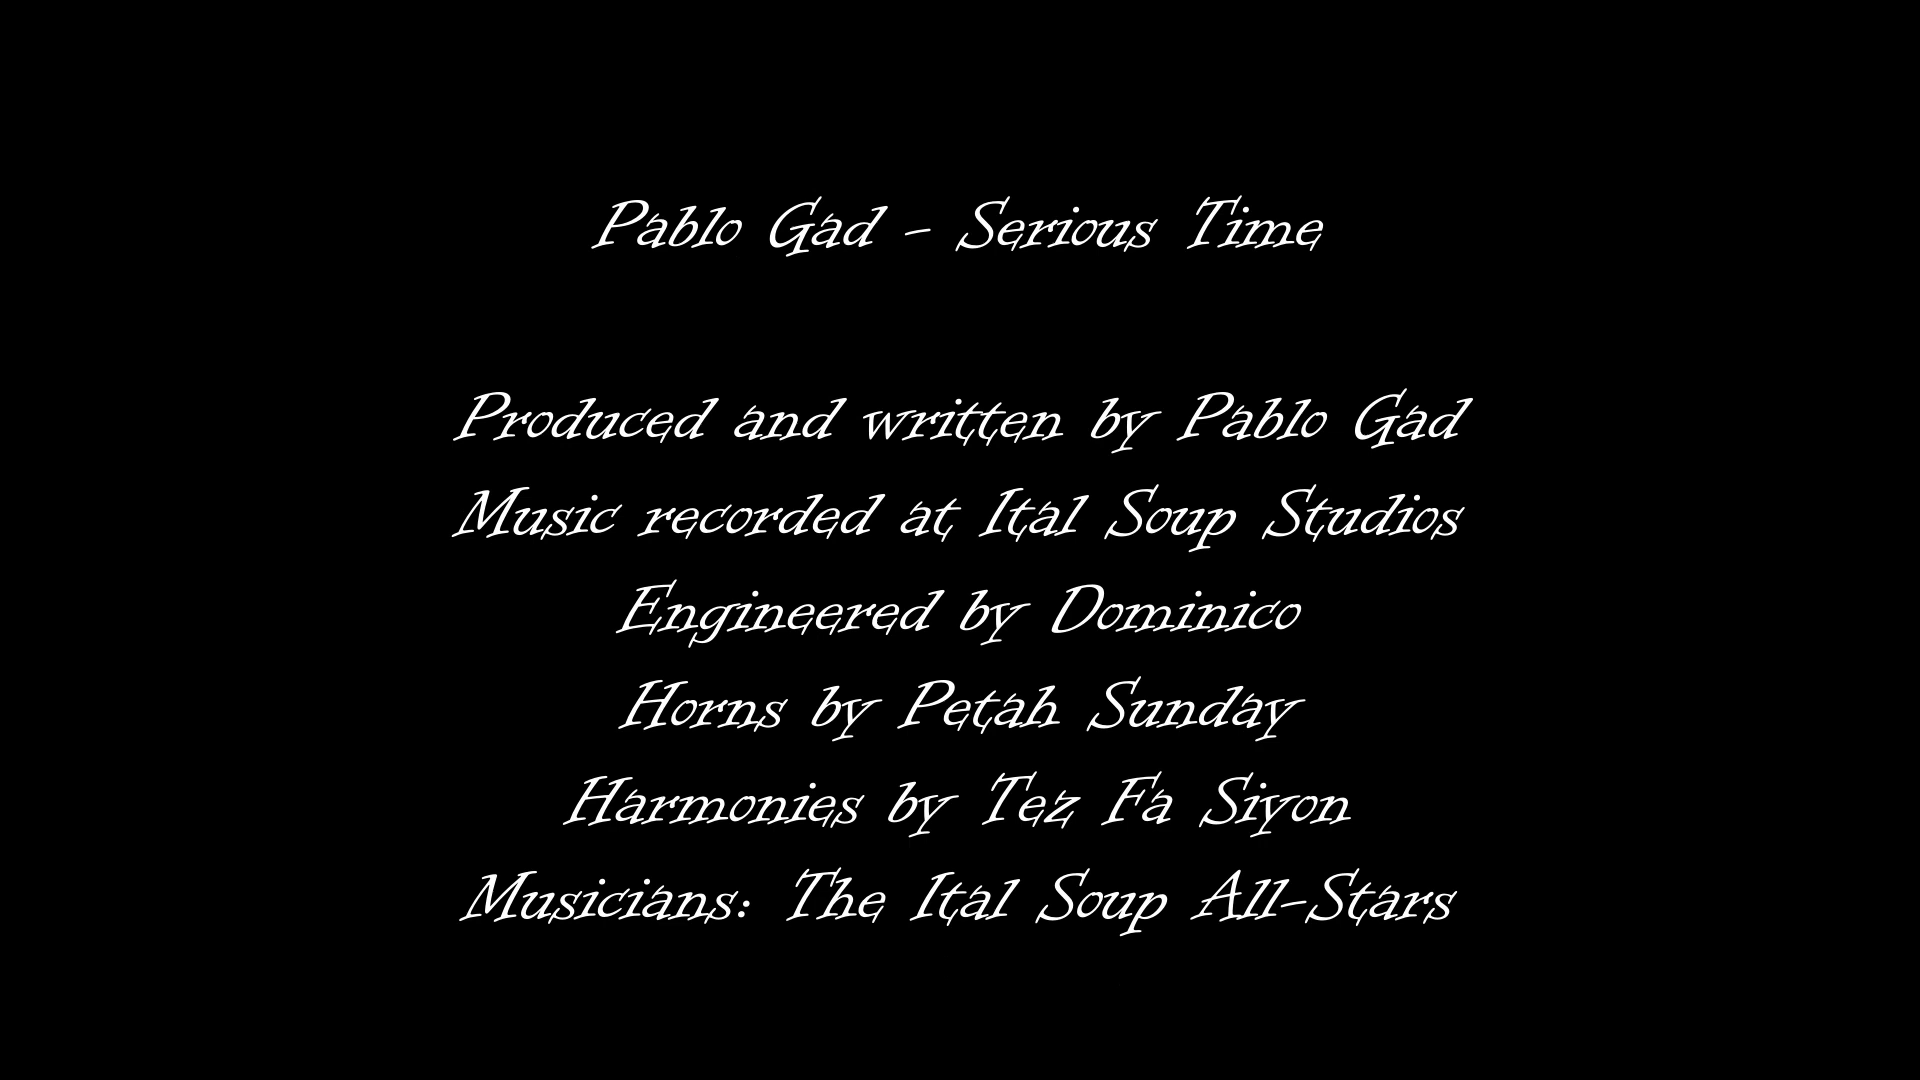 Pablo Gad - Serious Time
Produced and written by Pablo Gad
Music recorded at Ital Soup Studios
Engineered by Dominico
Horns by Petah Sunday
Harmonies by Tez Fa Siyon
Musicians: The Ital Soup All-Stars